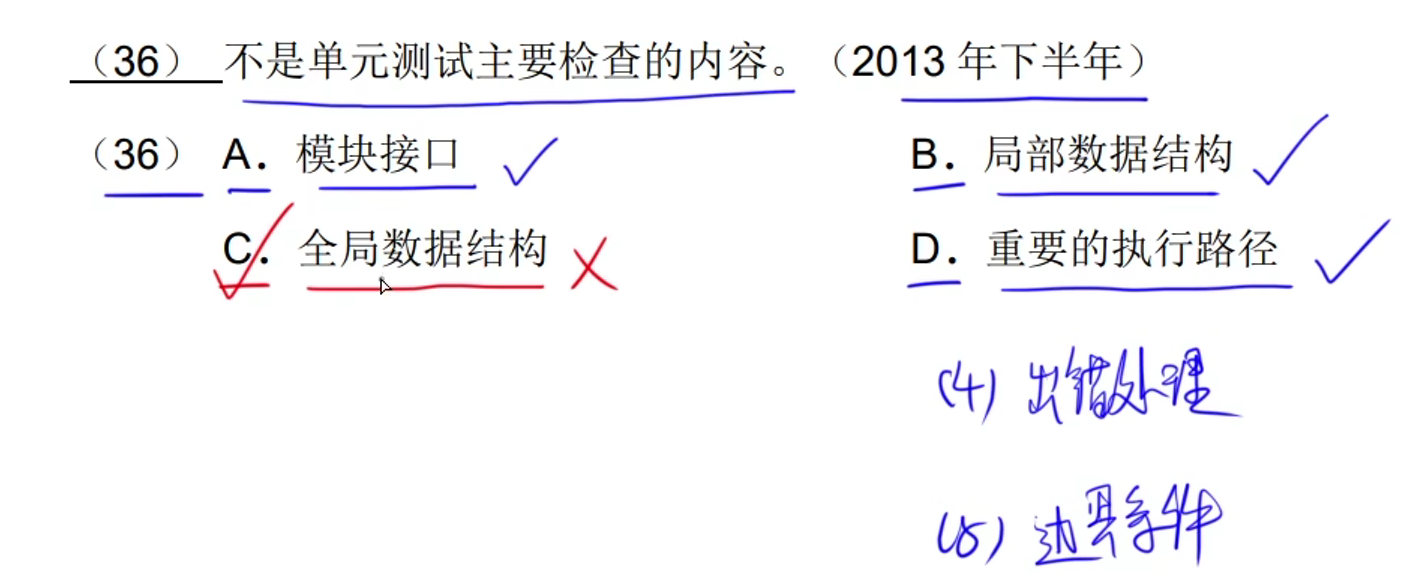 （36） 不是单元测试主要检查的内容。（2013 年下半年）
（36） A. 模块接口 B. 局部数据结构
C. 全局数据结构 D. 重要的执行路径
(4) 出错处理
(5) 边界条件